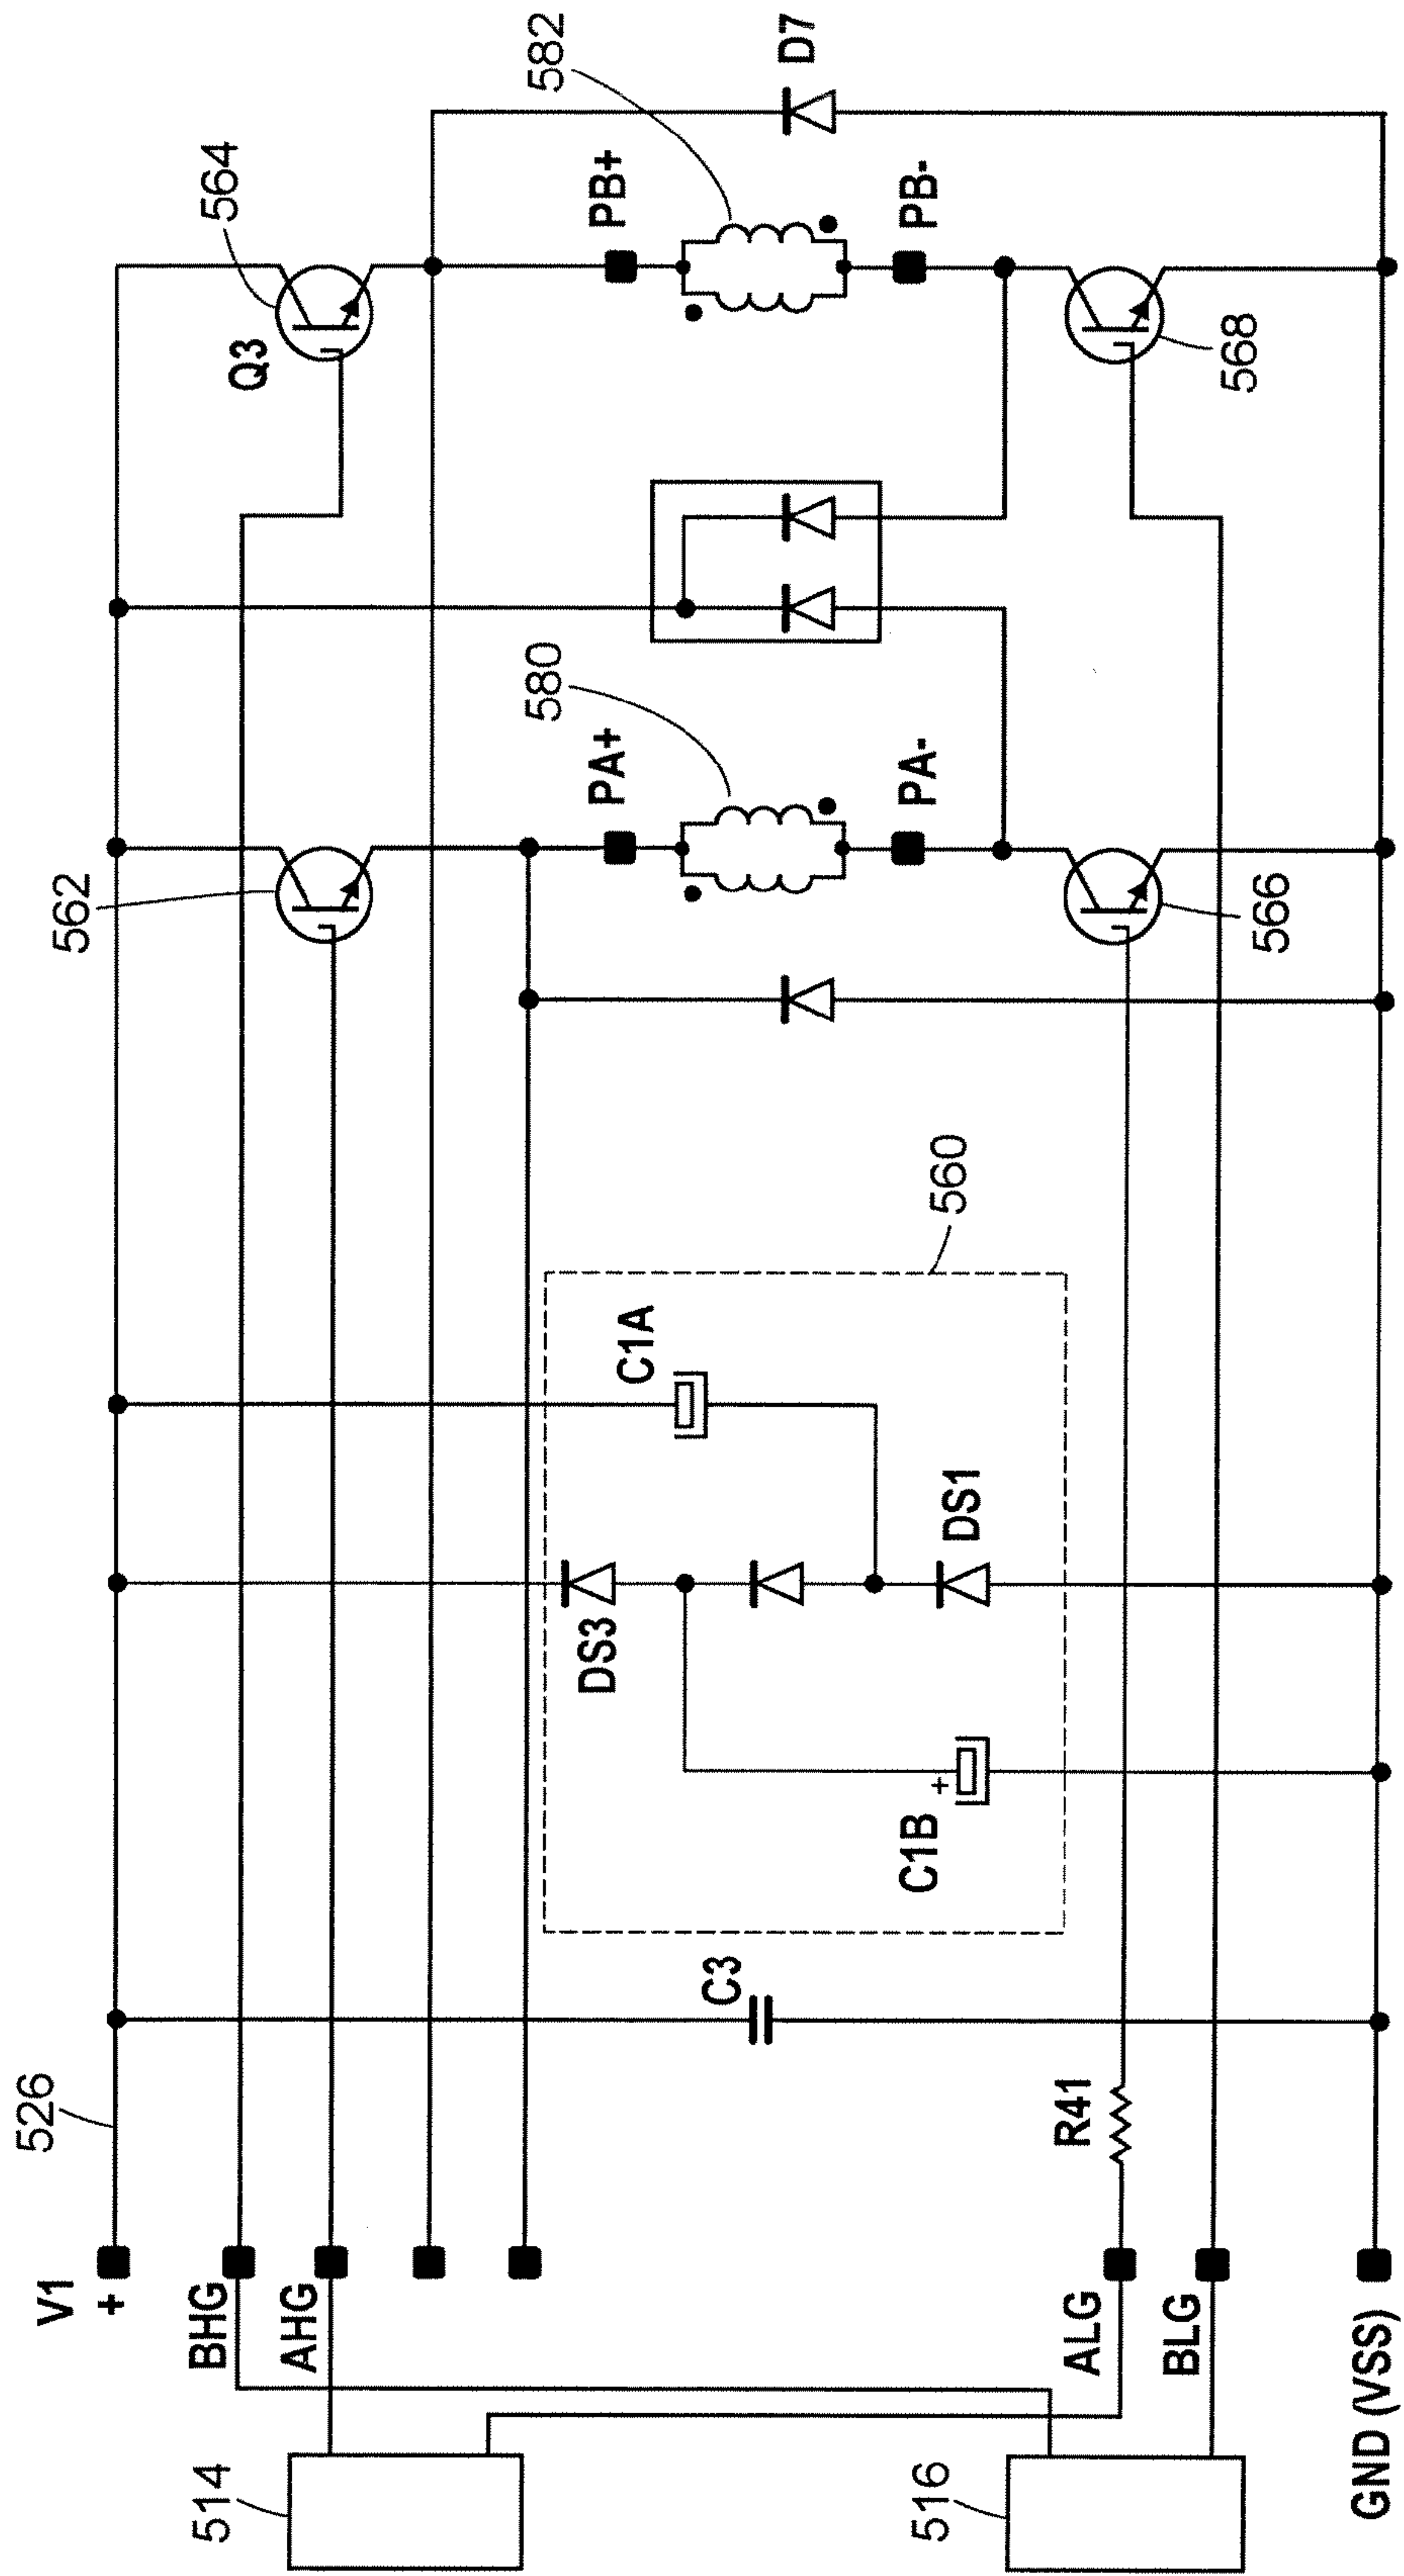 526
V1
+
BHG
AHG
ALG
BLG
GND (VSS)
514
516
R41
C3
C1B
+
DS3
DS1
C1A
560
562
566
PA+
PA-
580
Q3
564
568
PB+
PB-
582
D7